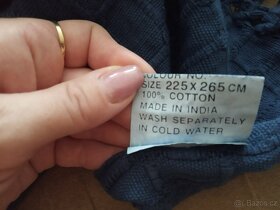 COLOUR NO.
SIZE 225 X 265 CM
100% COTTON
MADE IN INDIA
WASH SEPARATELY
IN COLD WATER
© Bazos.cz